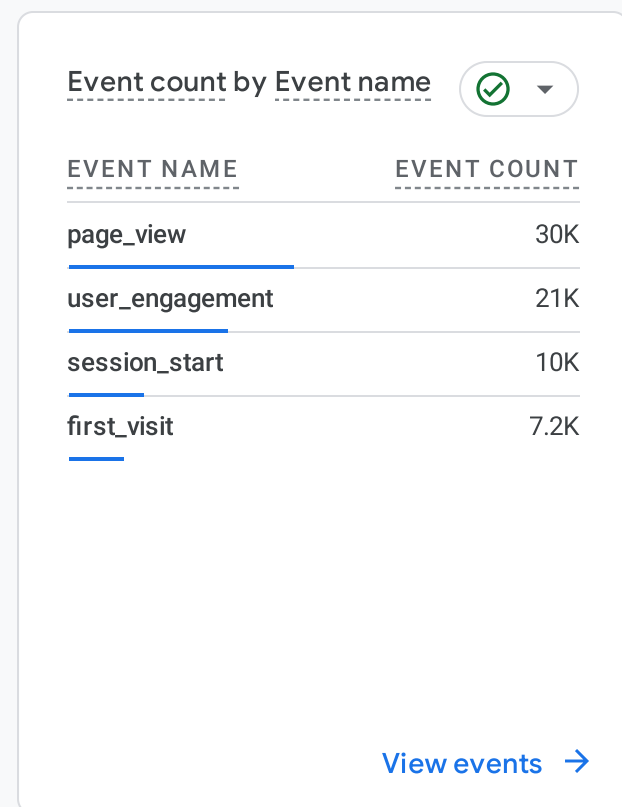 Event count by Event name
EVENT NAME EVENT COUNT
page_view 30K
user_engagement 21K
session_start 10K
first_visit 7.2K
View events